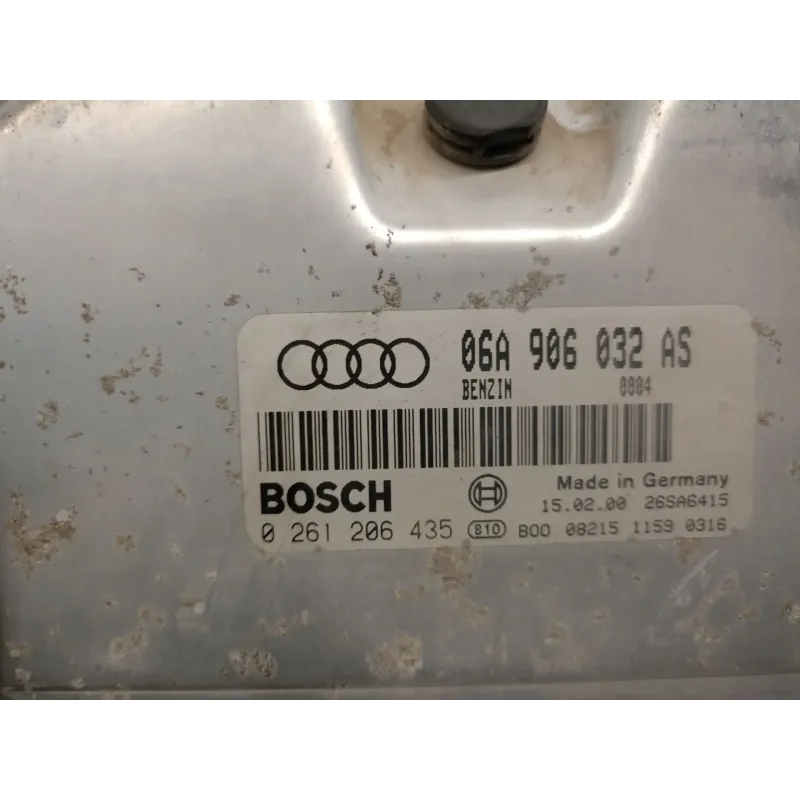 06A 906 032 AS
BENZIN 0004
BOSCH
Made in Germany
15.02.00 26SA6415
0 261 206 435 810 B00 08215 1159 0316